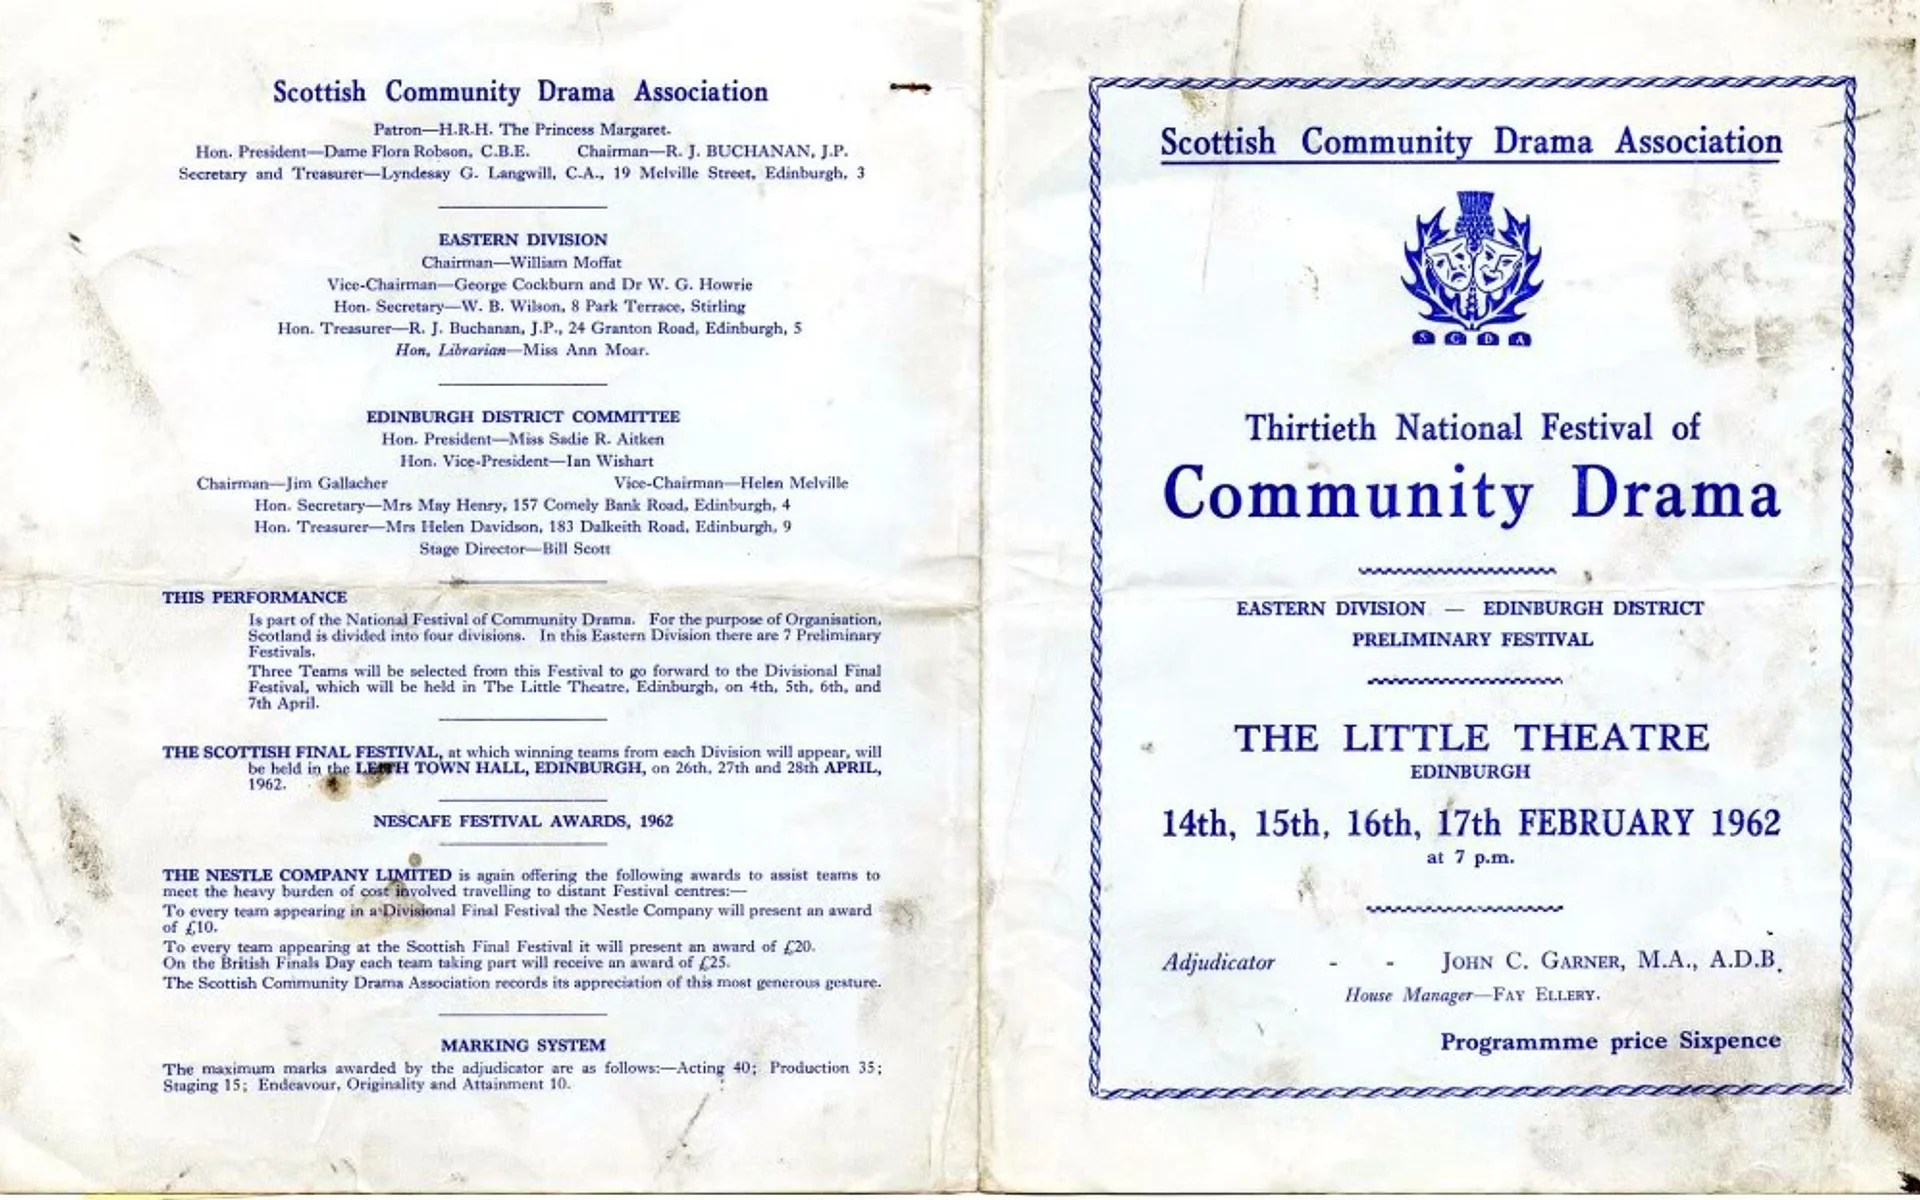 Scottish Community Drama Association
Patron—H.R.H. The Princess Margaret.
Hon. President—Dame Flora Robson, C.B.E. Chairman—R. J. BUCHANAN, J.P.
Secretary and Treasurer—Lyndesay G. Langwill, C.A., 19 Melville Street, Edinburgh, 3
EASTERN DIVISION
Chairman—William Moffat
Vice-Chairman—George Cockburn and Dr W. G. Howrie
Hon. Secretary—W. B. Wilson, 8 Park Terrace, Stirling
Hon. Treasurer—R. J. Buchanan, J.P., 24 Granton Road, Edinburgh, 5
Hon, Librarian—Miss Ann Moar.
EDINBURGH DISTRICT COMMITTEE
Hon. President—Miss Sadie R. Aitken
Hon. Vice-President—Ian Wishart
Chairman—Jim Gallacher Vice-Chairman—Helen Melville
Hon. Secretary—Mrs May Henry, 157 Comely Bank Road, Edinburgh, 4
Hon. Treasurer—Mrs Helen Davidson, 183 Dalkeith Road, Edinburgh, 9
Stage Director—Bill Scott
THIS PERFORMANCE
Is part of the National Festival of Community Drama. For the purpose of Organisation,
Scotland is divided into four divisions. In this Eastern Division there are 7 Preliminary
Festivals.
Three Teams will be selected from this Festival to go forward to the Divisional Final
Festival, which will be held in The Little Theatre, Edinburgh, on 4th, 5th, 6th, and
7th April.
THE SCOTTISH FINAL FESTIVAL, at which winning teams from each Division will appear, will
be held in the LEITH TOWN HALL, EDINBURGH, on 26th, 27th and 28th APRIL,
1962.
NESCAFE FESTIVAL AWARDS, 1962
THE NESTLE COMPANY LIMITED is again offering the following awards to assist teams to
meet the heavy burden of cost involved travelling to distant Festival centres:—
To every team appearing in a Divisional Final Festival the Nestle Company will present an award
of £10.
To every team appearing at the Scottish Final Festival it will present an award of £20.
On the British Finals Day each team taking part will receive an award of £25.
The Scottish Community Drama Association records its appreciation of this most generous gesture.
MARKING SYSTEM
The maximum marks awarded by the adjudicator are as follows:—Acting 40; Production 35;
Staging 15; Endeavour, Originality and Attainment 10.
Scottish Community Drama Association
S C D A
Thirtieth National Festival of
Community Drama
EASTERN DIVISION — EDINBURGH DISTRICT
PRELIMINARY FESTIVAL
THE LITTLE THEATRE
EDINBURGH
14th, 15th, 16th, 17th FEBRUARY 1962
at 7 p.m.
Adjudicator - - JOHN C. GARNER, M.A., A.D.B.
House Manager—FAY ELLERY.
Programmme price Sixpence